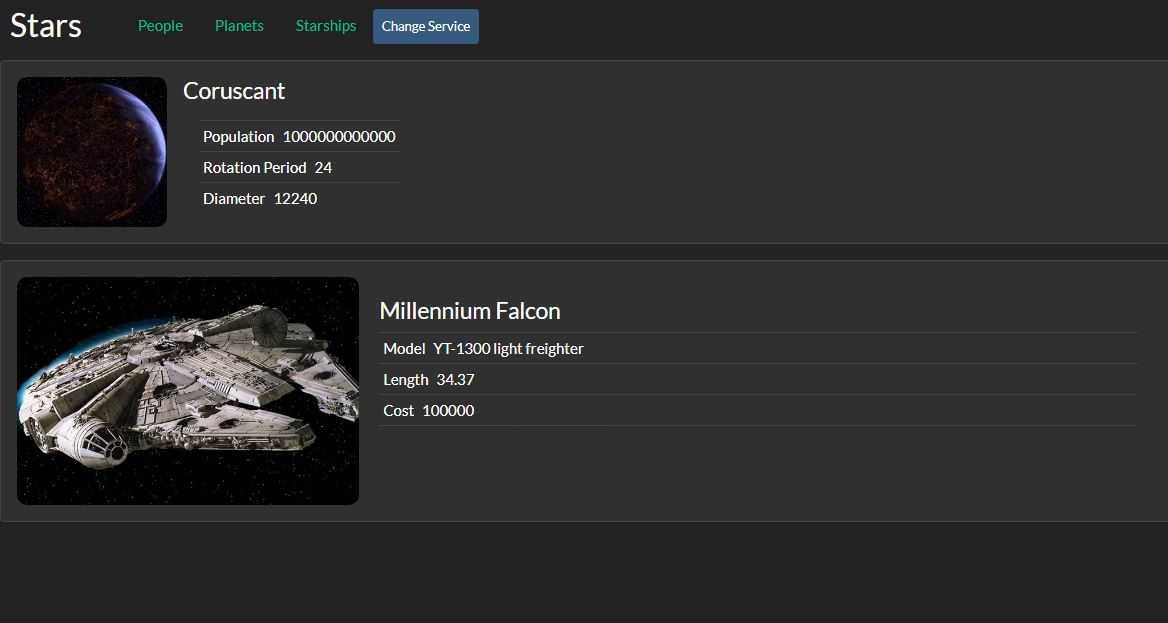 Stars People Planets Starships Change Service
Coruscant
Population 1000000000000
Rotation Period 24
Diameter 12240
Millennium Falcon
Model YT-1300 light freighter
Length 34.37
Cost 100000